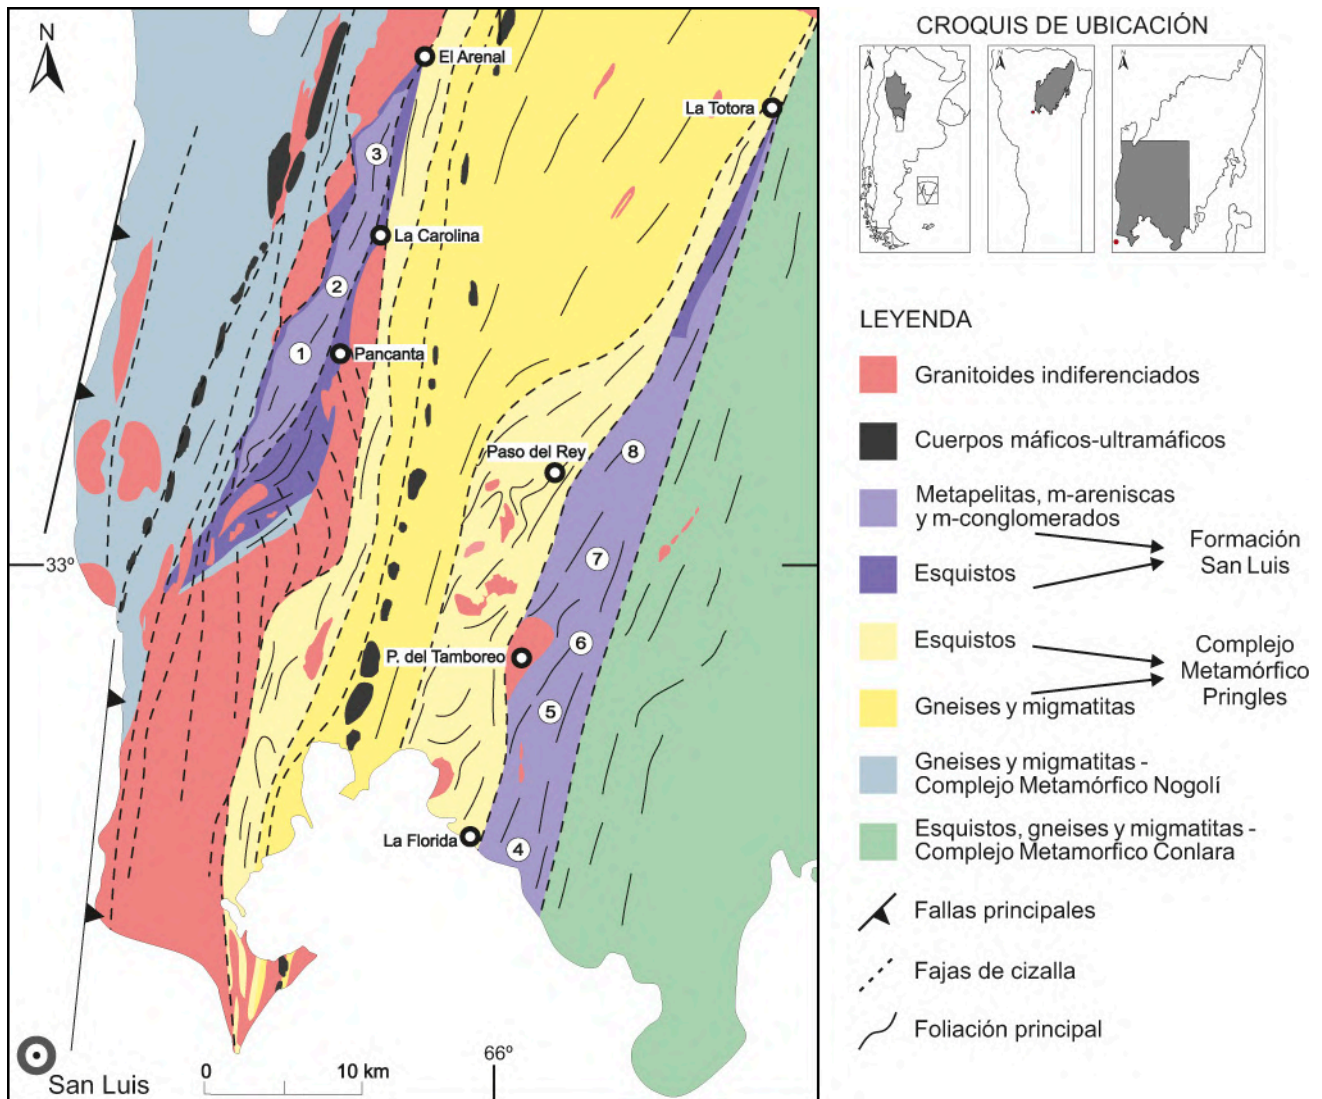 N
El Arenal
La Totora
3
La Carolina
2
1
Pancanta
Paso del Rey
8
33º
7
6
P. del Tamboreo
5
La Florida
4
San Luis
0
10 km
66º
CROQUIS DE UBICACIÓN
N
N
N
LEYENDA
Granitoides indiferenciados
Cuerpos máficos-ultramáficos
Metapelitas, m-areniscas
y m-conglomerados
Esquistos
Formación
San Luis
Esquistos
Gneises y migmatitas
Complejo
Metamórfico
Pringles
Gneises y migmatitas -
Complejo Metamórfico Nogolí
Esquistos, gneises y migmatitas -
Complejo Metamorfico Conlara
Fallas principales
Fajas de cizalla
Foliación principal